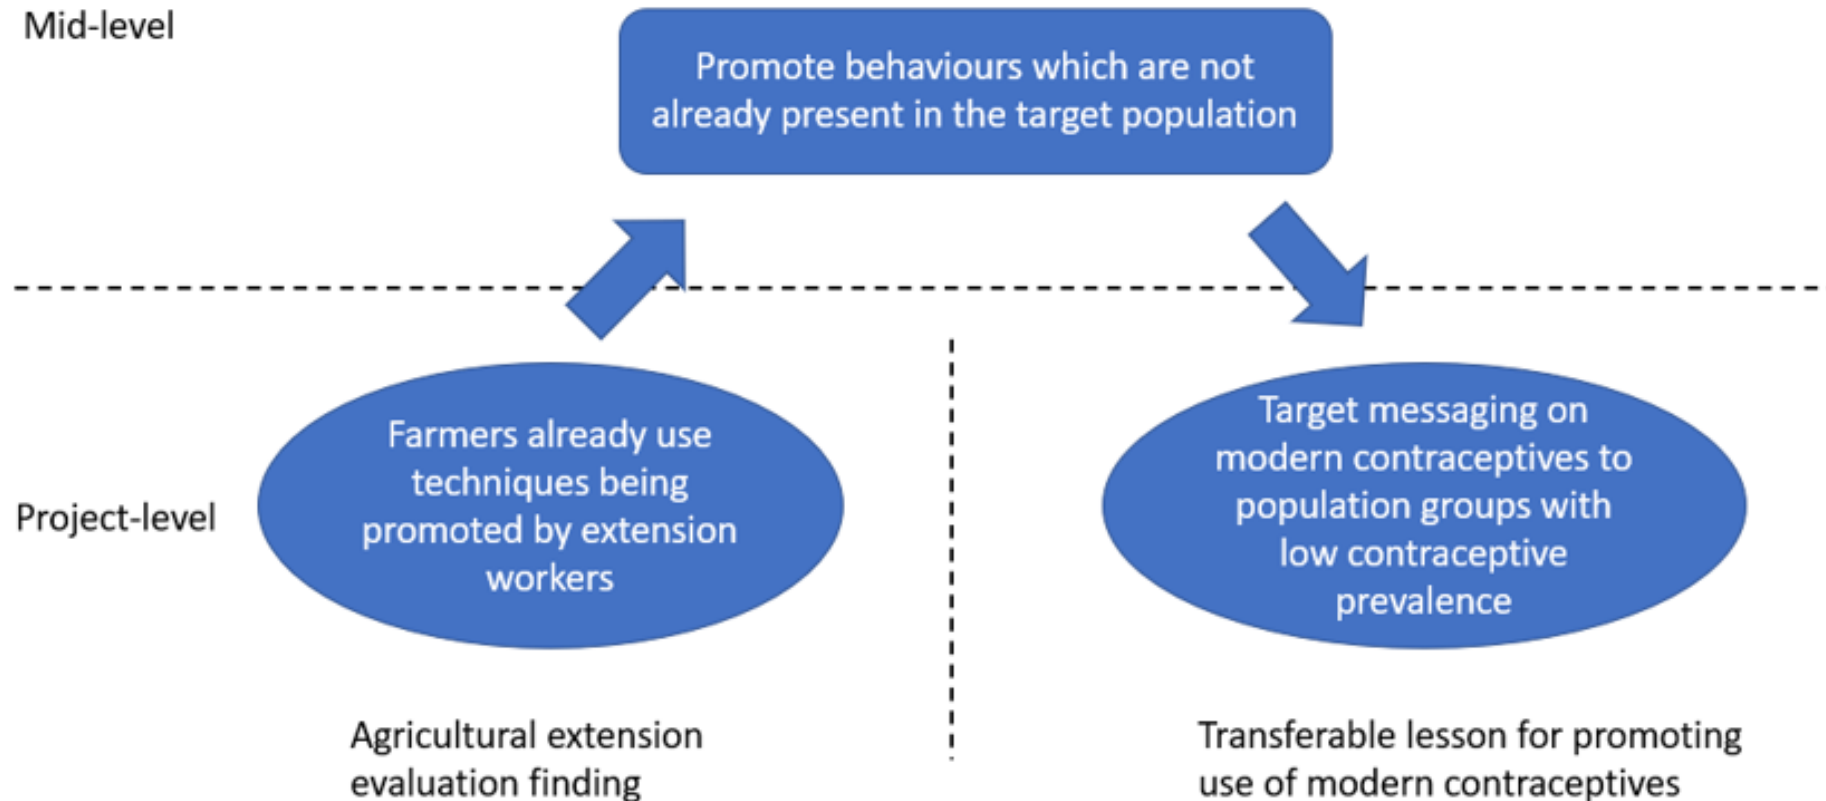 Mid-level
Promote behaviours which are not
already present in the target population
Project-level
Farmers already use
techniques being
promoted by extension
workers
Target messaging on
modern contraceptives to
population groups with
low contraceptive
prevalence
Agricultural extension
evaluation finding
Transferable lesson for promoting
use of modern contraceptives